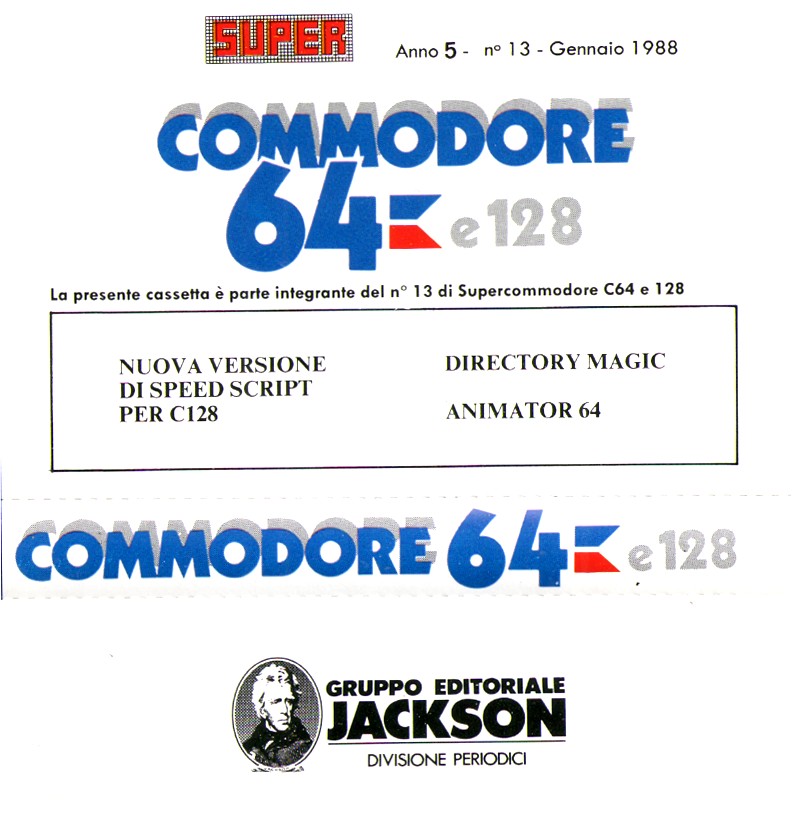 SUPER
Anno 5 - n° 13 - Gennaio 1988
COMMODORE
64 e 128
La presente cassetta è parte integrante del n° 13 di Supercommodore C64 e 128
NUOVA VERSIONE
DI SPEED SCRIPT
PER C128
DIRECTORY MAGIC
ANIMATOR 64
COMMODORE 64 e 128
GRUPPO EDITORIALE
JACKSON
DIVISIONE PERIODICI